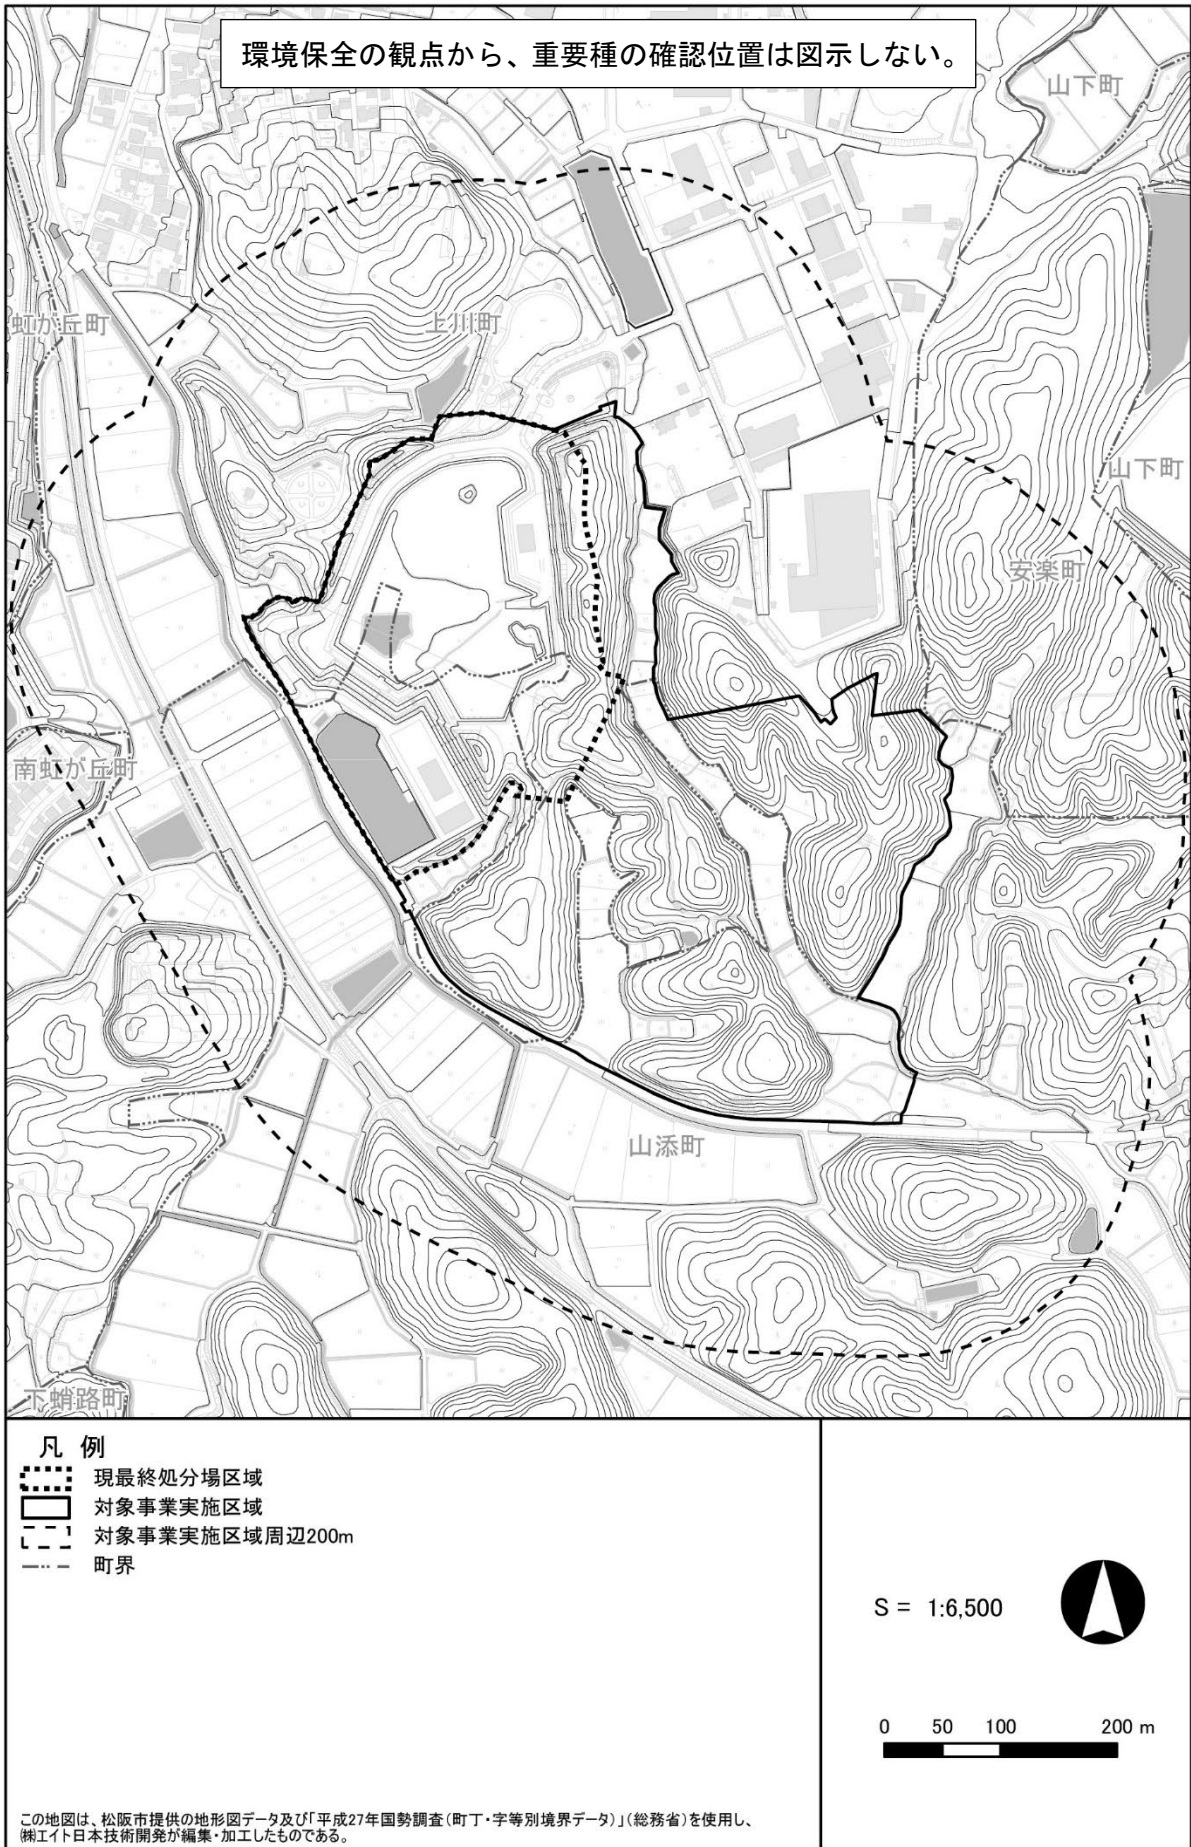 環境保全の観点から、重要種の確認位置は図示しない。
山下町
虹が丘町
上川町
山下町
安楽町
南虹が丘町
山添町
下蛸路町
凡 例
現最終処分場区域
対象事業実施区域
対象事業実施区域周辺200m
町界
S = 1:6,500
0 50 100 200 m
この地図は、松阪市提供の地形図データ及び「平成27年国勢調査(町丁・字等別境界データ)」(総務省)を使用し、
㈱エイト日本技術開発が編集・加工したものである。